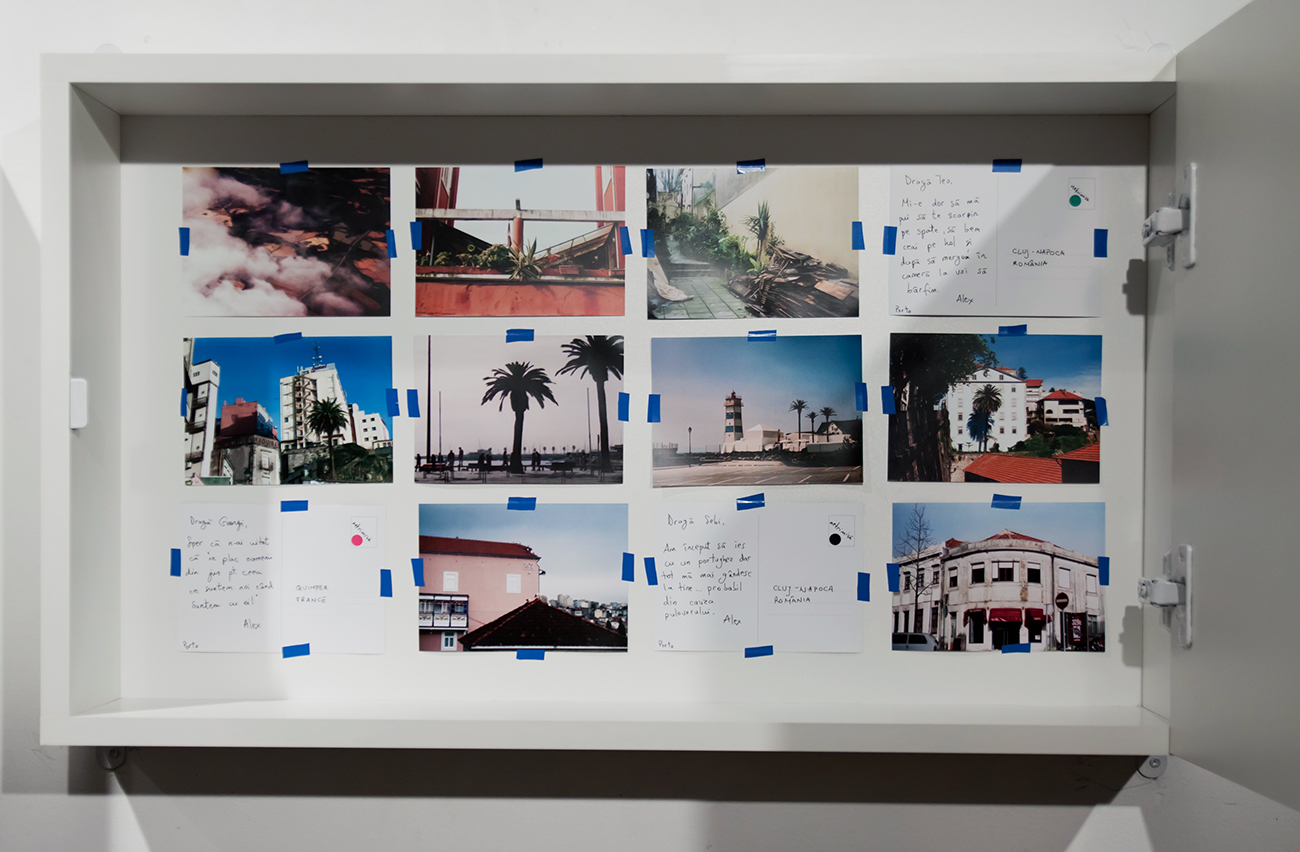 Dragă Teo,
Mi-e dor să mă
pui să te scarpin
pe spate, să bem
ceai pe hol și
după să mergem în
cameră la voi să
bârfim.
Alex
Porto
CLUJ-NAPOCA
ROMÂNIA
Dragă
Sper că n-ai uitat
că "ne plac oamenii
din jur pt. ceea
ce suntem noi când
suntem cu ei"
Alex
Porto
QUIMPER
FRANCE
Dragă Sebi,
Am început să ies
cu un portughez dar
tot mă mai gândesc
la tine... probabil
din cauza
puloverului.
Alex
Porto
CLUJ-NAPOCA
ROMÂNIA